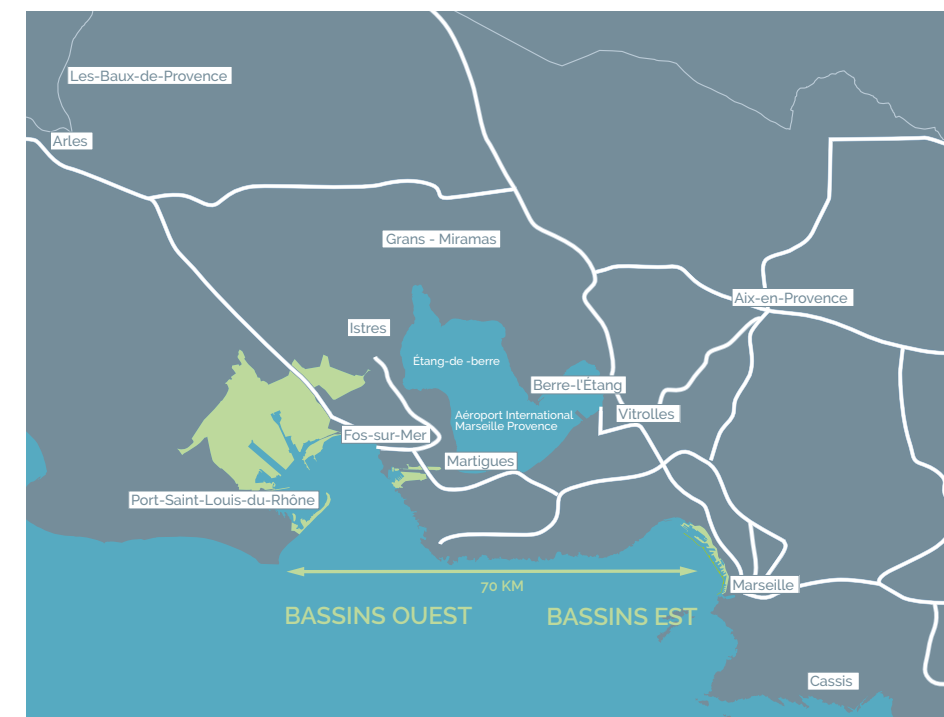 Les-Baux-de-Provence
Arles
Grans - Miramas
Aix-en-Provence
Istres
Étang-de -berre
Berre-l'Étang
Aéroport International
Marseille Provence
Vitrolles
Fos-sur-Mer
Martigues
Port-Saint-Louis-du-Rhône
70 KM
Marseille
BASSINS OUEST
BASSINS EST
Cassis